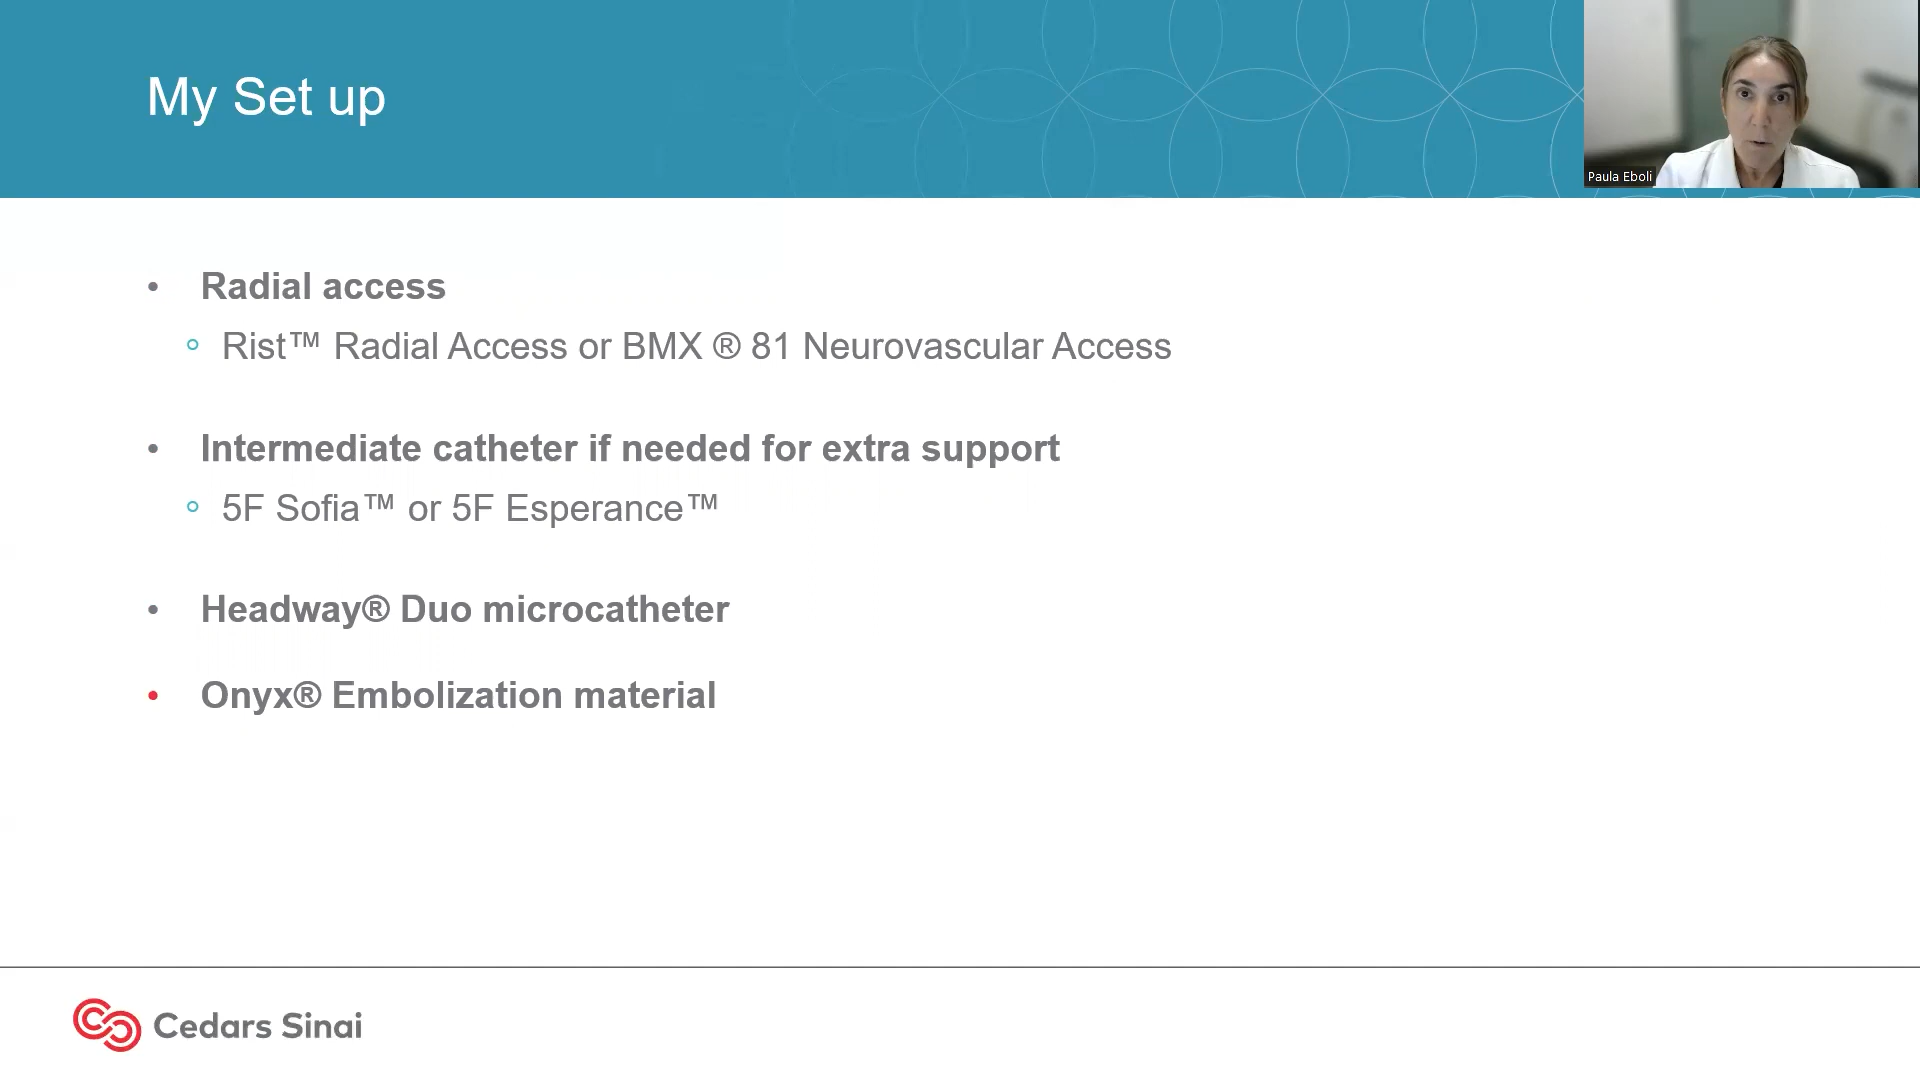 My Set up
Paula Eboli
• Radial access
◦ Rist™ Radial Access or BMX ® 81 Neurovascular Access
• Intermediate catheter if needed for extra support
◦ 5F Sofia™ or 5F Esperance™
• Headway® Duo microcatheter
• Onyx® Embolization material
Cedars Sinai